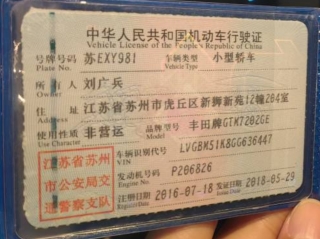 中华人民共和国机动车行驶证
Vehicle License of the People's Republic of China
号牌号码 苏EXY981 车辆类型 小型轿车
Plate No. Vehicle Type
所有人 刘广兵
Owner
住址 江苏省苏州市虎丘区新狮新苑12幢204室
Address
使用性质 非营运 品牌型号 丰田牌GTM7202GE
Use Character Model
江苏省苏州市公安局交通警察支队
车辆识别代号 LVGBM51K8GG636447
VIN
发动机号码 P206826
Engine No.
注册日期 2016-07-18 发证日期 2018-05-29
Register Date Issue Date